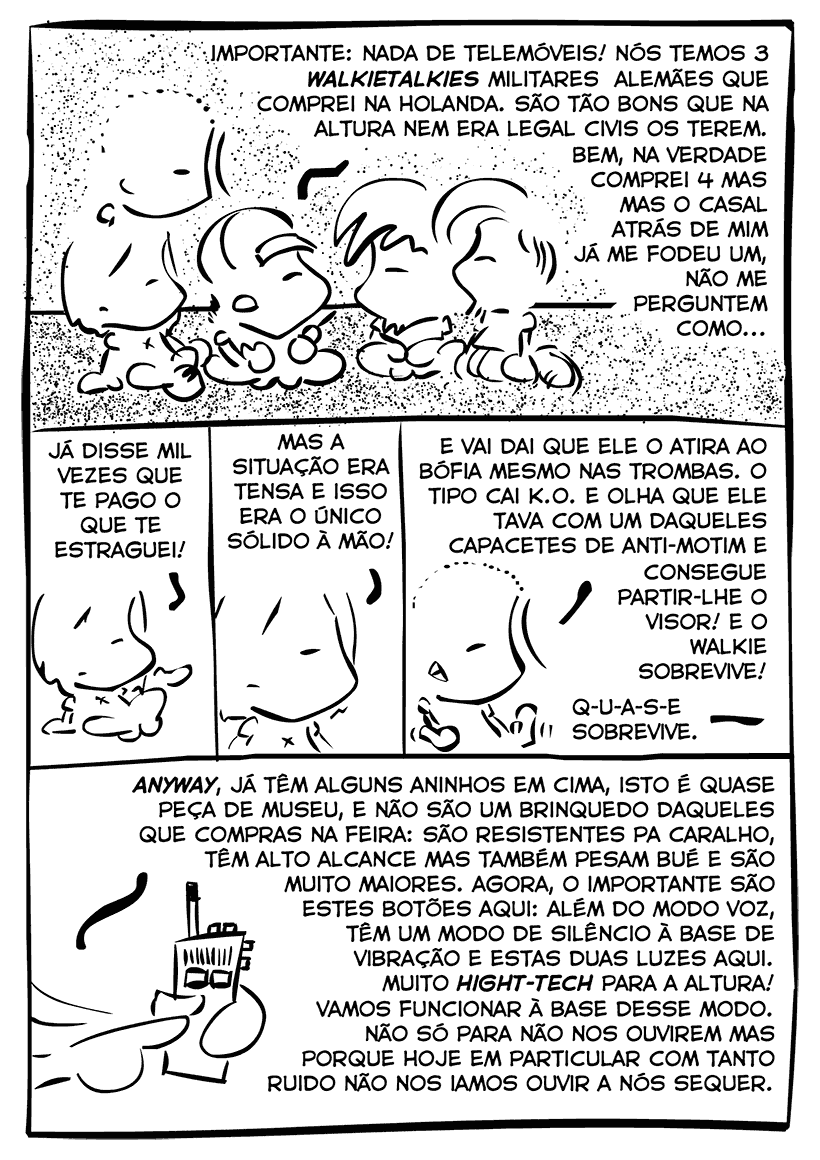 IMPORTANTE: NADA DE TELEMÓVEIS! NÓS TEMOS 3
WALKIETALKIES MILITARES ALEMÃES QUE
COMPREI NA HOLANDA. SÃO TÃO BONS QUE NA
ALTURA NEM ERA LEGAL CIVIS OS TEREM.
BEM, NA VERDADE
COMPREI 4 MAS
MAS O CASAL
ATRÁS DE MIM
JÁ ME FODEU UM,
NÃO ME
PERGUNTEM
COMO...
JÁ DISSE MIL
VEZES QUE
TE PAGO O
QUE TE
ESTRAGUEI!
MAS A
SITUAÇÃO ERA
TENSA E ISSO
ERA O ÚNICO
SÓLIDO À MÃO!
E VAI DAI QUE ELE O ATIRA AO
BÓFIA MESMO NAS TROMBAS. O
TIPO CAI K.O. E OLHA QUE ELE
TAVA COM UM DAQUELES
CAPACETES DE ANTI-MOTIM E
CONSEGUE
PARTIR-LHE O
VISOR! E O
WALKIE
SOBREVIVE!
Q-U-A-S-E
SOBREVIVE.
ANYWAY, JÁ TÊM ALGUNS ANINHOS EM CIMA, ISTO É QUASE
PEÇA DE MUSEU, E NÃO SÃO UM BRINQUEDO DAQUELES
QUE COMPRAS NA FEIRA: SÃO RESISTENTES PA CARALHO,
TÊM ALTO ALCANCE MAS TAMBÉM PESAM BUÉ E SÃO
MUITO MAIORES. AGORA, O IMPORTANTE SÃO
ESTES BOTÕES AQUI: ALÉM DO MODO VOZ,
TÊM UM MODO DE SILÊNCIO À BASE DE
VIBRAÇÃO E ESTAS DUAS LUZES AQUI.
MUITO HIGHT-TECH PARA A ALTURA!
VAMOS FUNCIONAR À BASE DESSE MODO.
NÃO SÓ PARA NÃO NOS OUVIREM MAS
PORQUE HOJE EM PARTICULAR COM TANTO
RUIDO NÃO NOS IAMOS OUVIR A NÓS SEQUER.